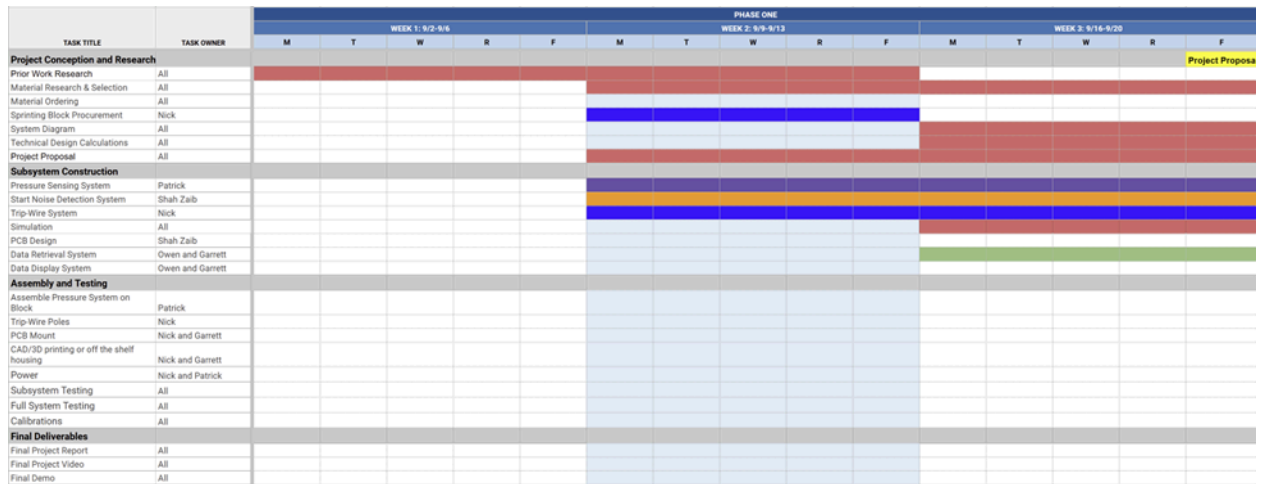 PHASE ONE
WEEK 1: 9/2-9/6 WEEK 2: 9/9-9/13 WEEK 3: 9/16-9/20
TASK TITLE TASK OWNER M T W R F M T W R F M T W R F
Project Conception and Research Project Proposa
Prior Work Research All
Material Research & Selection All
Material Ordering All
Sprinting Block Procurement Nick
System Diagram All
Technical Design Calculations All
Project Proposal All
Subsystem Construction
Pressure Sensing System Patrick
Start Noise Detection System Shah Zaib
Trip-Wire System Nick
Simulation All
PCB Design Shah Zaib
Data Retrieval System Owen and Garrett
Data Display System Owen and Garrett
Assembly and Testing
Assemble Pressure System on
Block Patrick
Trip-Wire Poles Nick
PCB Mount Nick and Garrett
CAD/3D printing or off the shelf
housing Nick and Garrett
Power Nick and Patrick
Subsystem Testing All
Full System Testing All
Calibrations All
Final Deliverables
Final Project Report All
Final Project Video All
Final Demo All